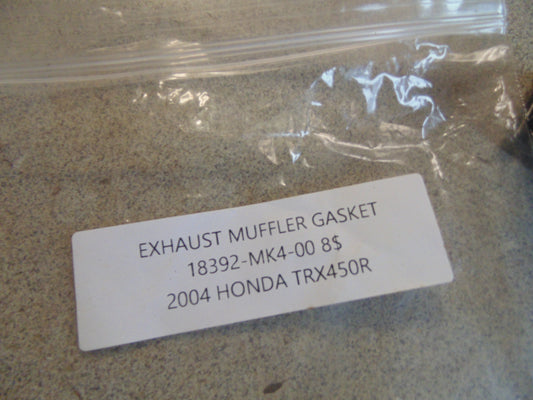 EXHAUST MUFFLER GASKET
18392-MK4-00 8$
2004 HONDA TRX450R